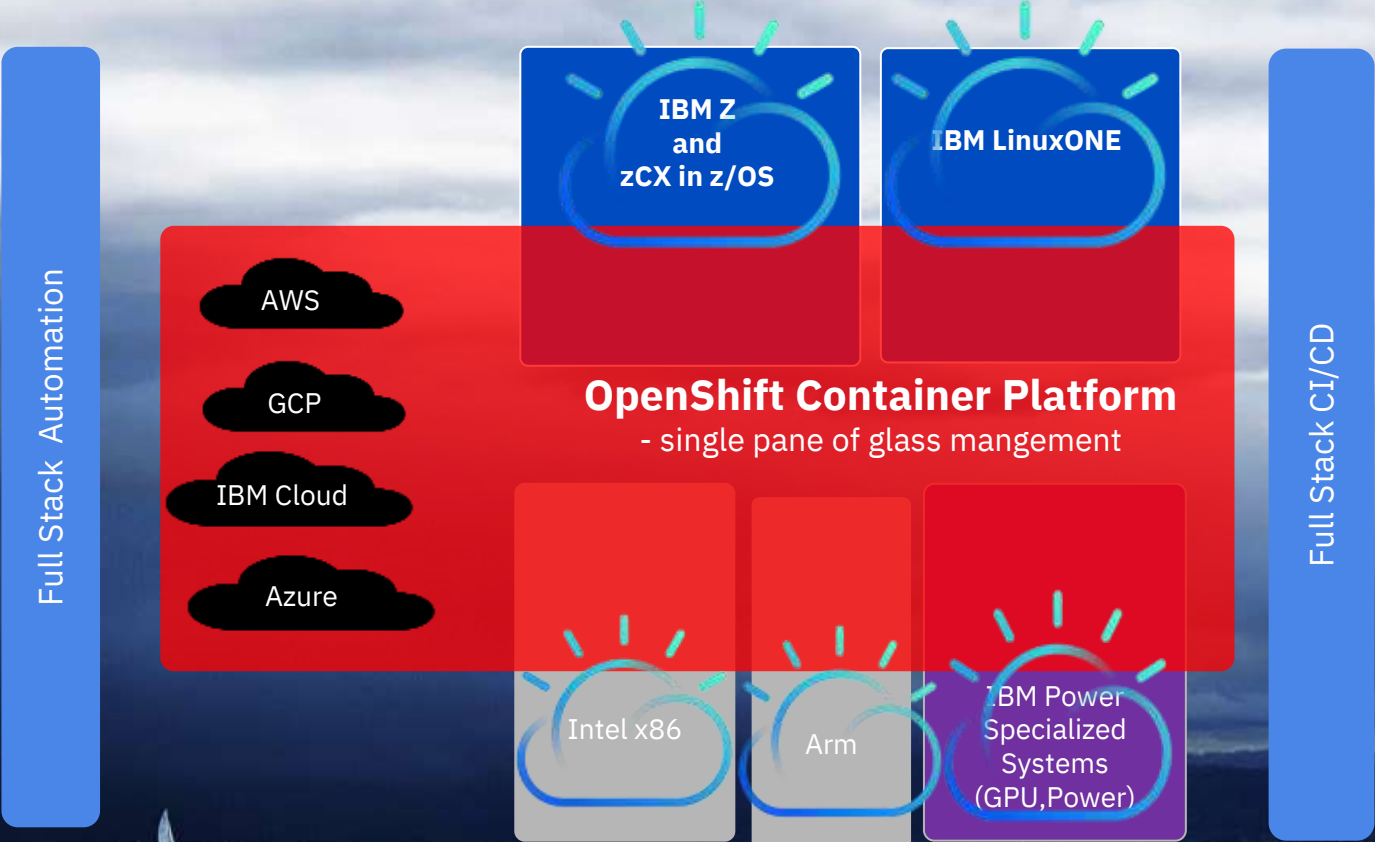 IBM Z
and
zCX in z/OS
IBM LinuxONE
Full Stack Automation
AWS
GCP
IBM Cloud
Azure
OpenShift Container Platform
- single pane of glass mangement
Full Stack CI/CD
Intel x86
Arm
IBM Power
Specialized
Systems
(GPU,Power)